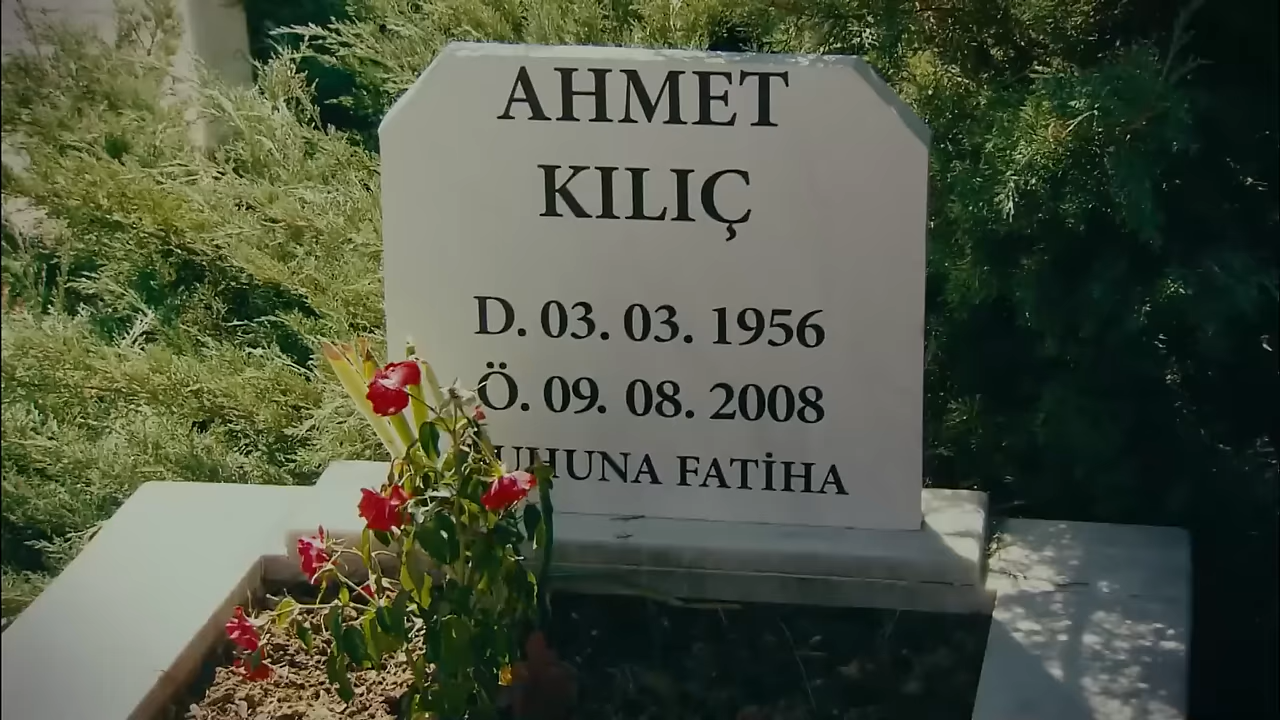 AHMET
KILIÇ
D. 03. 03. 1956
Ö. 09. 08. 2008
FATİHA